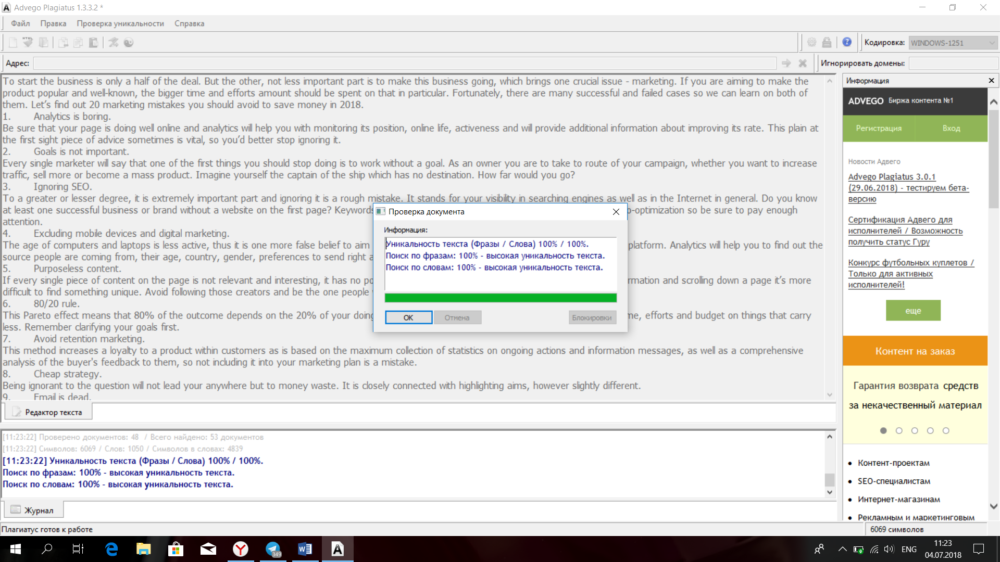 Advego Plagiatus 1.3.3.2 *
Файл Правка Проверка уникальности Справка
HTML
Кодировка: WINDOWS-1251
Адрес:
Игнорировать домены:
To start the business is only a half of the deal. But the other, not less important part is to make this business going, which brings one crucial issue - marketing. If you are aiming to make the
product popular and well-known, the bigger time and efforts amount should be spent on that in particular. Fortunately, there are many successful and failed cases so we can learn on both of
them. Let’s find out 20 marketing mistakes you should avoid to save money in 2018.
1. Analytics is boring.
Be sure that your page is doing well online and analytics will help you with monitoring its position, online life, activeness and will provide additional information about improving its rate. This plain at
the first sight piece of advice sometimes is vital, so you’d better stop ignoring it.
2. Goals is not important.
Every single marketer will say that one of the first things you should stop doing is to work without a goal. As an owner you are to take to route of your campaign, whether you want to increase
traffic, sell more or become a mass product. Imagine yourself the captain of the ship which has no destination. How far would you go?
3. Ignoring SEO.
To a greater or lesser degree, it is extremely important part and ignoring it is a rough mistake. It stands for your visibility in searching engines as well as in the Internet in general. Do you know
at least one successful business or brand without a website on the first page? Keywords o-optimization so be sure to pay enough
attention.
4. Excluding mobile devices and digital marketing.
The age of computers and laptops is less active, thus it is one more false belief to aim platform. Analytics will help you to find out the
source people are coming from, their age, country, gender, preferences to send right a
5. Purposeless content.
If every single piece of content on the page is not relevant and interesting, it has no po rmation and scrolling down a page it’s more
difficult to find something unique. Avoid following those creators and be the one people
6. 80/20 rule.
This Pareto effect means that 80% of the outcome depends on the 20% of your doing me, efforts and budget on things that carry
less. Remember clarifying your goals first.
7. Avoid retention marketing.
This method increases a loyalty to a product within customers as is based on the maximum collection of statistics on ongoing actions and information messages, as well as a comprehensive
analysis of the buyer's feedback to them, so not including it into your marketing plan is a mistake.
8. Cheap strategy.
Being ignorant to the question will not lead your anywhere but to money waste. It is closely connected with highlighting aims, however slightly different.
9. Email is dead.
Проверка документа
Информация:
Уникальность текста (Фразы / Слова) 100% / 100%.
Поиск по фразам: 100% - высокая уникальность текста.
Поиск по словам: 100% - высокая уникальность текста.
OK Отмена Блокировки
Редактор текста
[11:23:22] Проверено документов: 48 / Всего найдено: 53 документов
[11:23:22] Символов: 6069 / Слов: 1050 / Символов в словах: 4839
[11:23:22] Уникальность текста (Фразы / Слова) 100% / 100%.
Поиск по фразам: 100% - высокая уникальность текста.
Поиск по словам: 100% - высокая уникальность текста.
Журнал
Плагиатус готов к работе
6069 символов
Информация
ADVEGO Биржа контента №1
Регистрация Вход
Новости Адвего
Advego Plagiatus 3.0.1
(29.06.2018) - тестируем бета-
версию
Сертификация Адвего для
исполнителей / Возможность
получить статус Гуру
Конкурс футбольных куплетов /
Только для активных
исполнителей!
еще
Контент на заказ
Гарантия возврата средств
за некачественный материал
Контент-проектам
SEO-специалистам
Интернет-магазинам
Рекламным и маркетинговым
349
ENG
11:23
04.07.2018